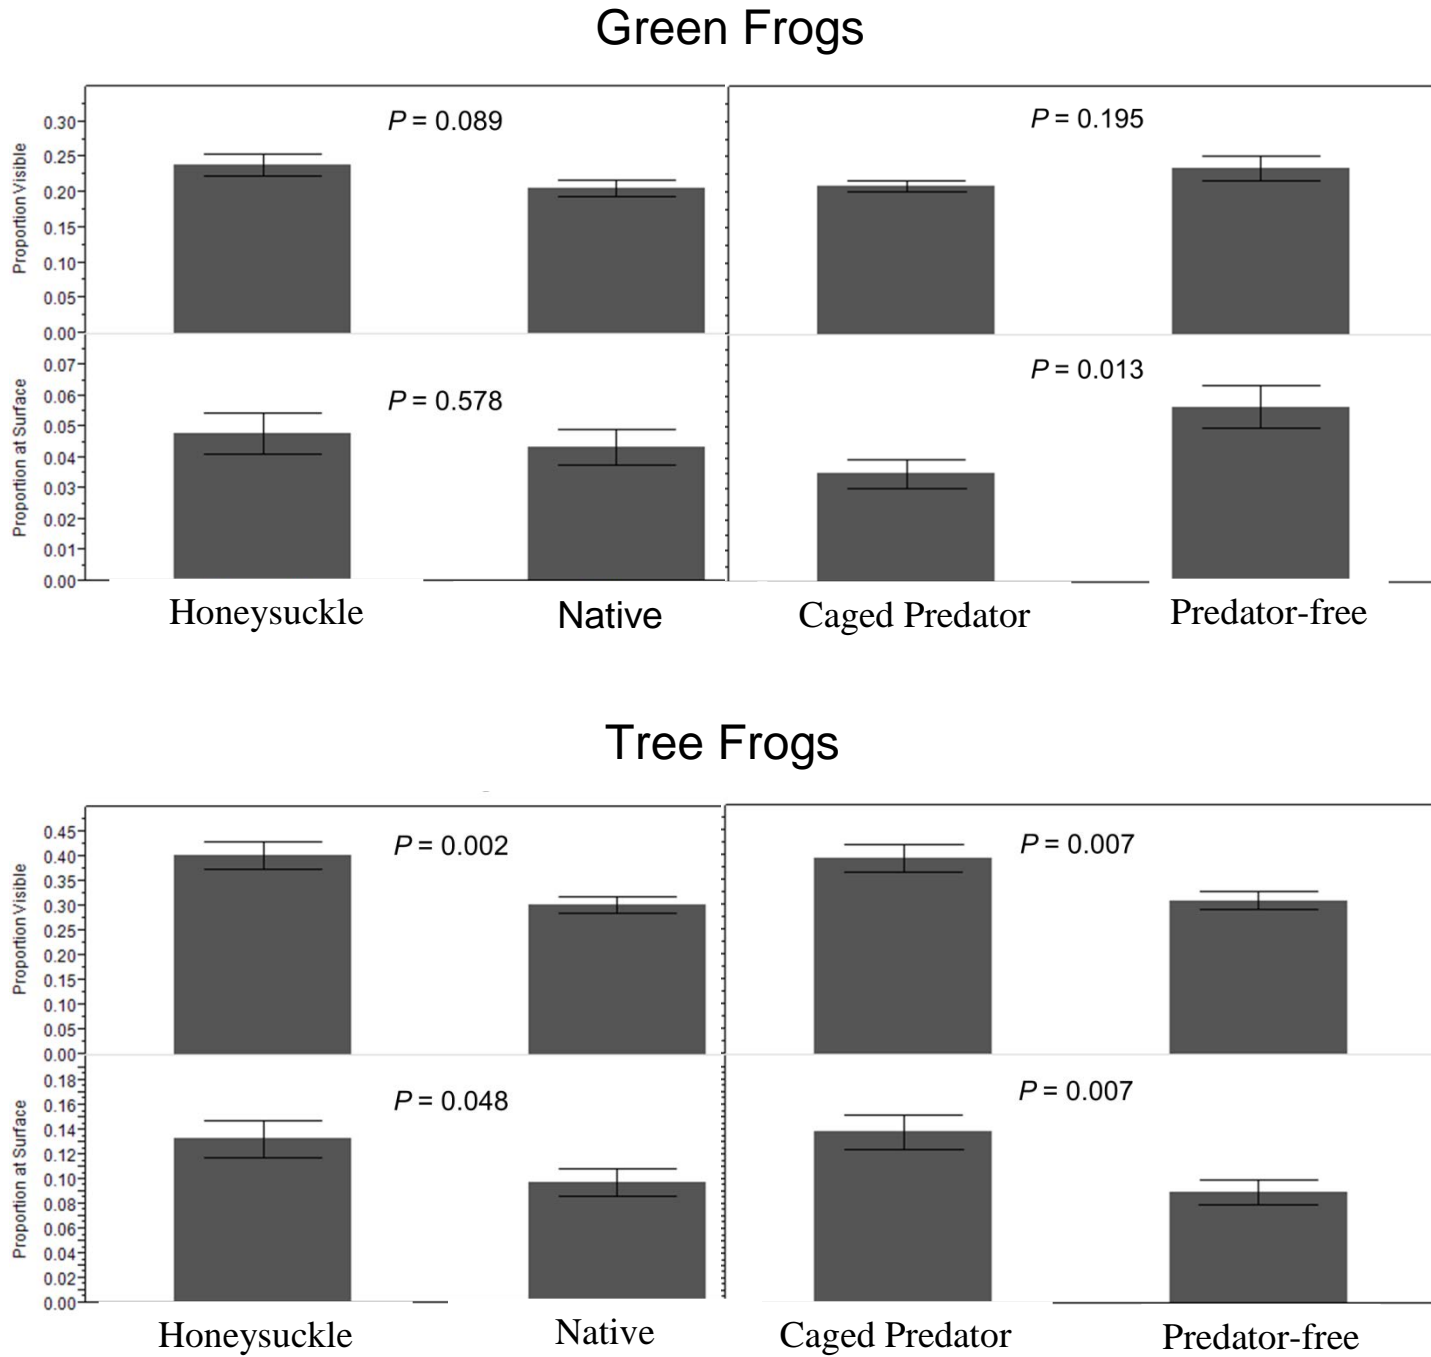 Green Frogs
Proportion Visible
0.30
0.25
0.20
0.15
0.10
0.05
0.00
P = 0.089
P = 0.195
Proportion at Surface
0.07
0.06
0.05
0.04
0.03
0.02
0.01
0.00
P = 0.578
P = 0.013
Honeysuckle
Native
Caged Predator
Predator-free
Tree Frogs
Proportion Visible
0.45
0.40
0.35
0.30
0.25
0.20
0.15
0.10
0.05
0.00
P = 0.002
P = 0.007
Proportion at Surface
0.18
0.16
0.14
0.12
0.10
0.08
0.06
0.04
0.02
0.00
P = 0.048
P = 0.007
Honeysuckle
Native
Caged Predator
Predator-free